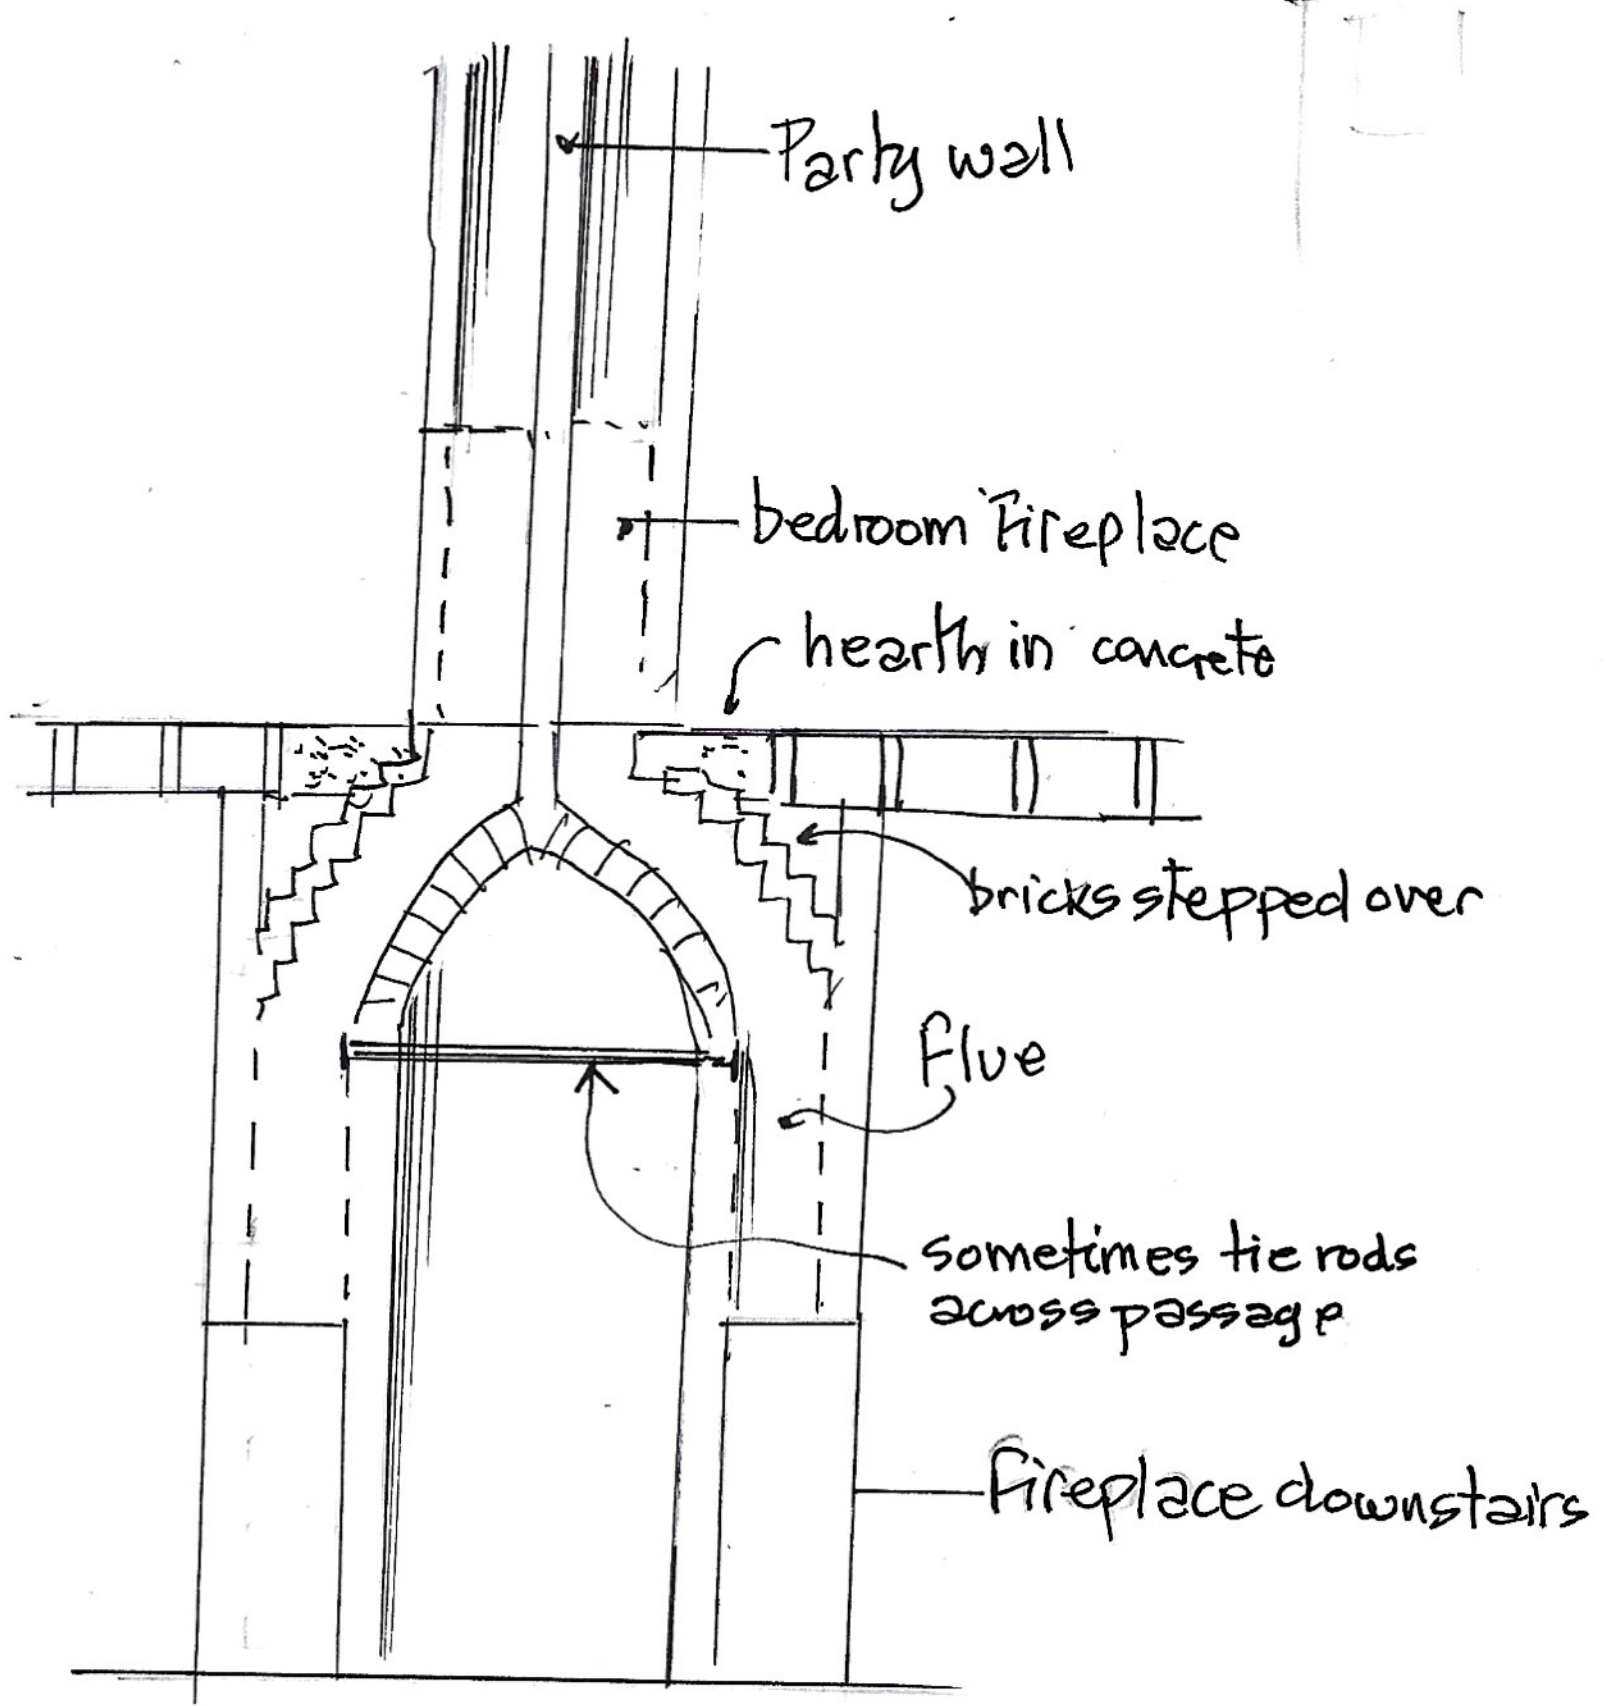 Party wall
bedroom Fireplace
hearth in concrete
bricks stepped over
Flue
sometimes tie rods
across passage
Fireplace downstairs